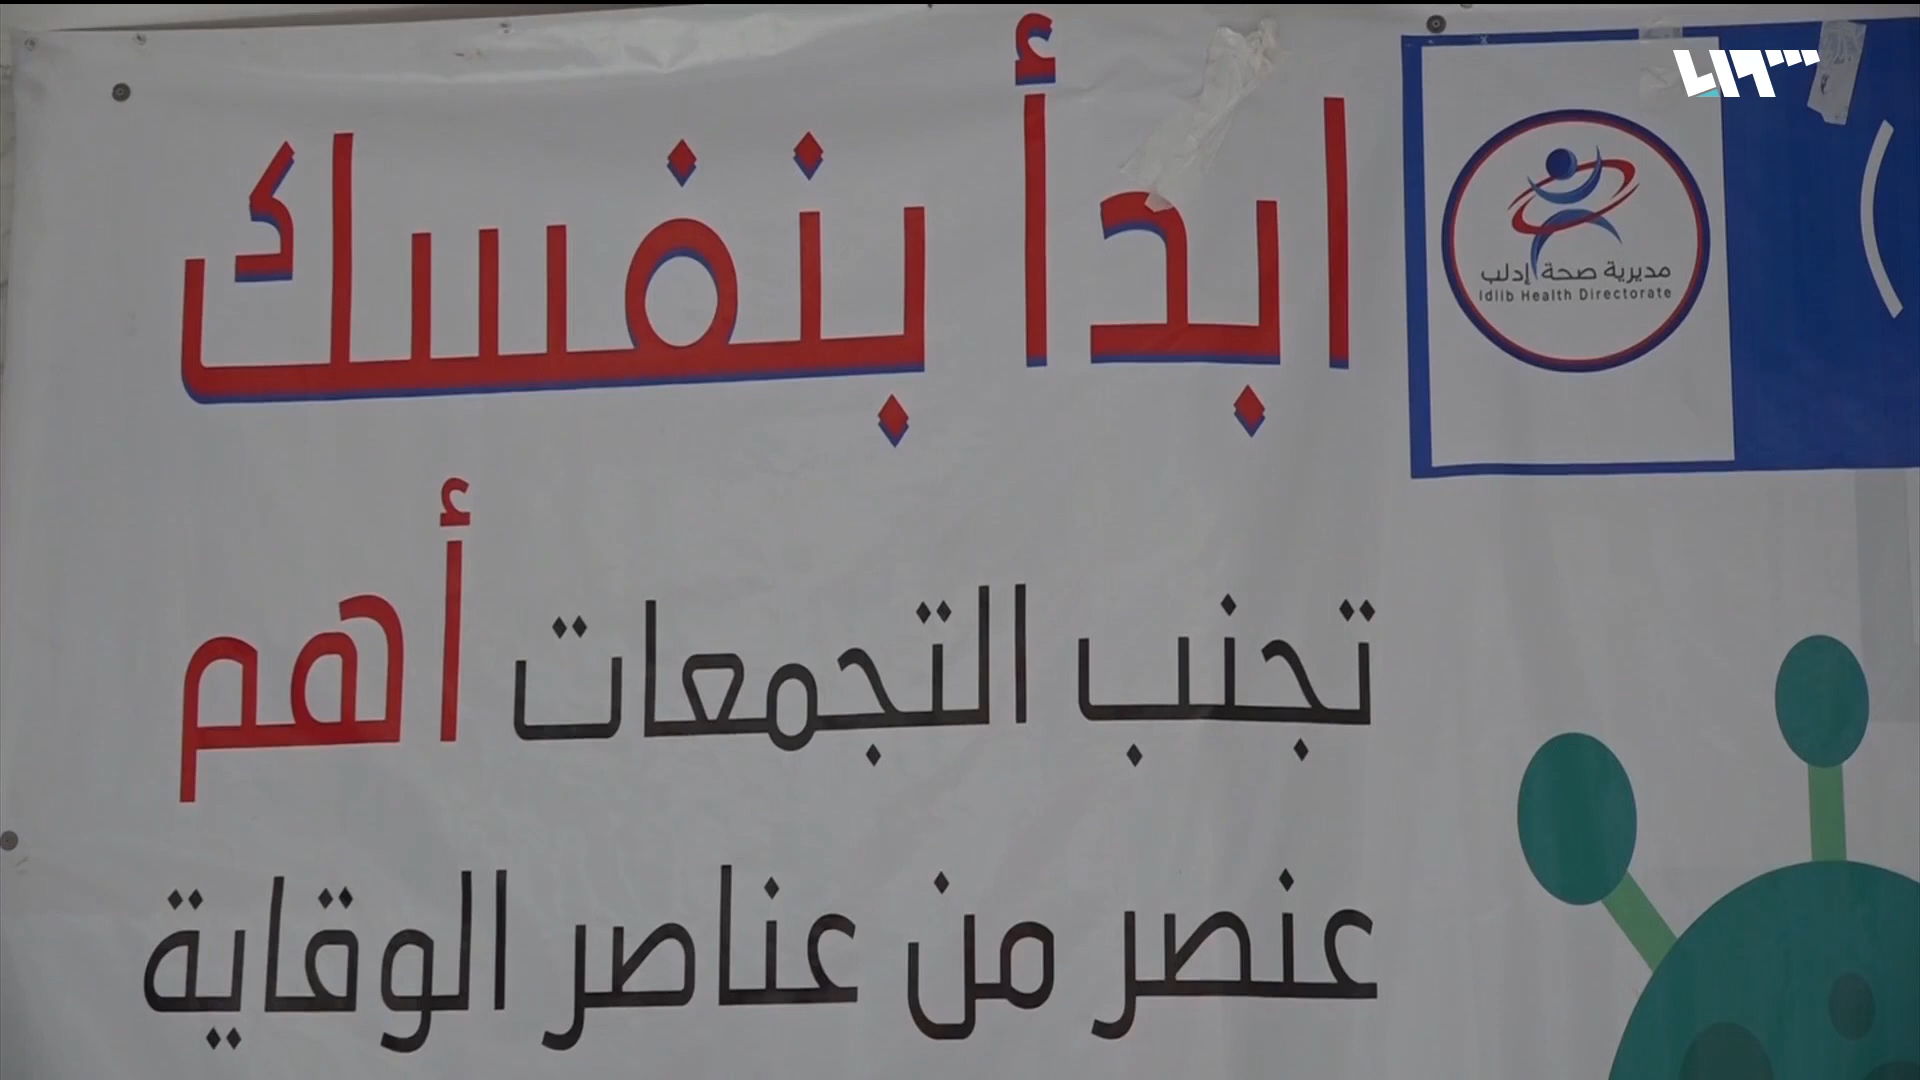 ابدأ بنفسك
مديرية صحة إدلب
Idlib Health Directorate
تجنب التجمعات أهم
عنصر من عناصر الوقاية